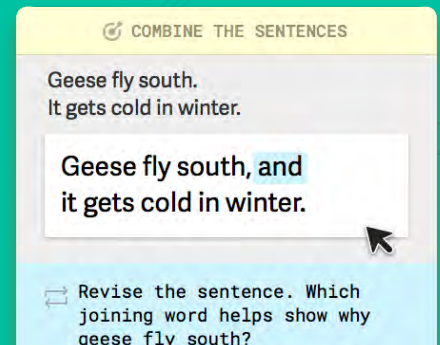 COMBINE THE SENTENCES
Geese fly south.
It gets cold in winter.
Geese fly south, and
it gets cold in winter.
Revise the sentence. Which
joining word helps show why
geese fly south?